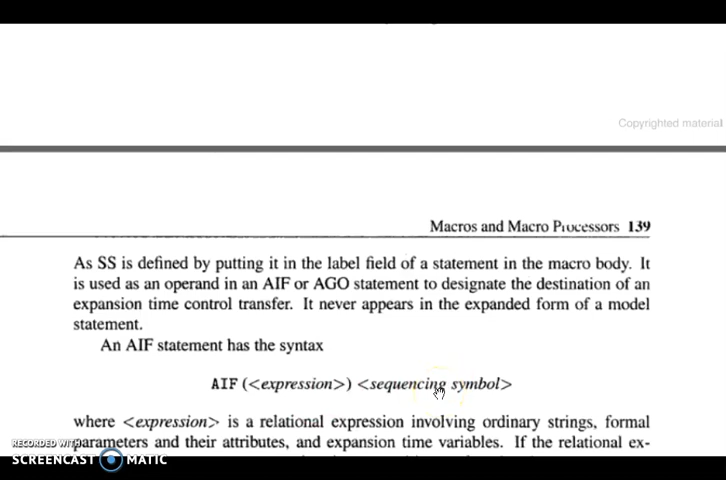 Copyrighted material
Macros and Macro Processors 139
As SS is defined by putting it in the label field of a statement in the macro body. It
is used as an operand in an AIF or AGO statement to designate the destination of an
expansion time control transfer. It never appears in the expanded form of a model
statement.
An AIF statement has the syntax
AIF (<expression>) <sequencing symbol>
where <expression> is a relational expression involving ordinary strings, formal
parameters and their attributes, and expansion time variables. If the relational ex-
RECORDED WITH
SCREENCAST MATIC